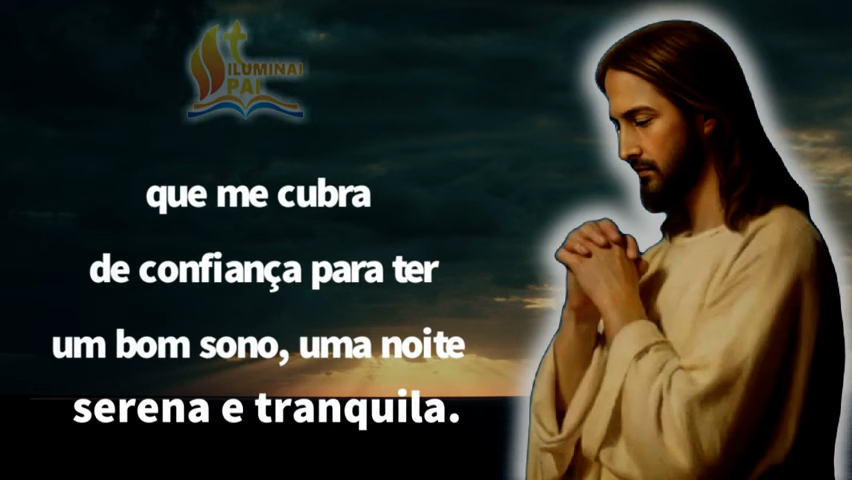 ILUMINAI
PAI
que me cubra
de confiança para ter
um bom sono, uma noite
serena e tranquila.